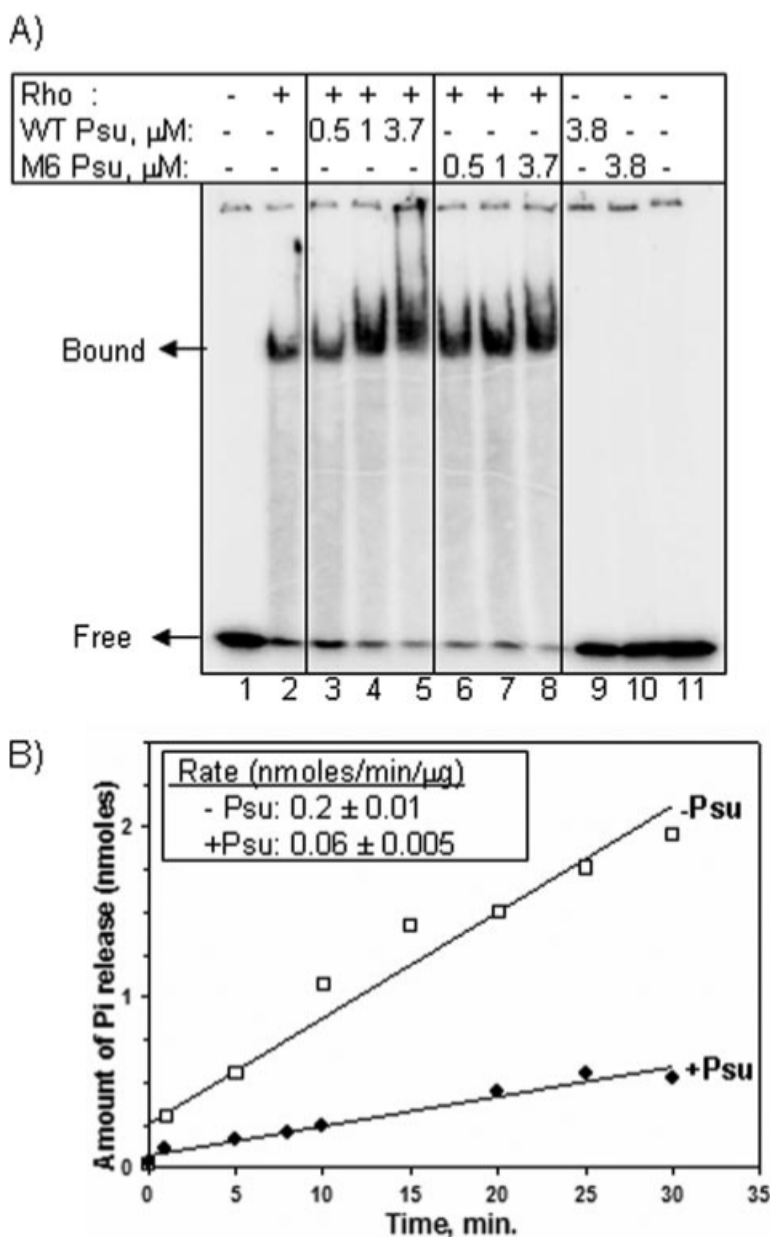 A)
Rho : - + + + + + + + - - -
WT Psu, µM: - - 0.5 1 3.7 - - - 3.8 - -
M6 Psu, µM: - - - - - 0.5 1 3.7 - 3.8 -
Bound
Free
1 2 3 4 5 6 7 8 9 10 11
B)
Rate (nmoles/min/µg)
- Psu: 0.2 ± 0.01
+Psu: 0.06 ± 0.005
-Psu
+Psu
Amount of Pi release (nmoles)
2
1
0
0 5 10 15 20 25 30 35
Time, min.